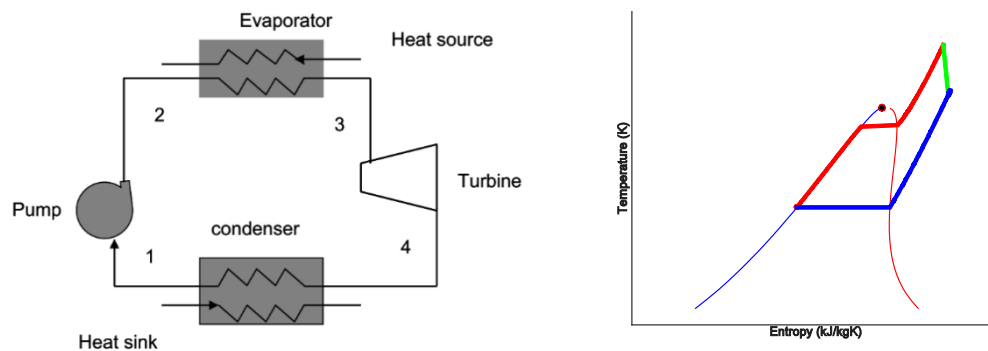 Evaporator
Heat source
2
3
Pump
Turbine
condenser
1
4
Heat sink
Temperature (K)
Entropy (kJ/kgK)